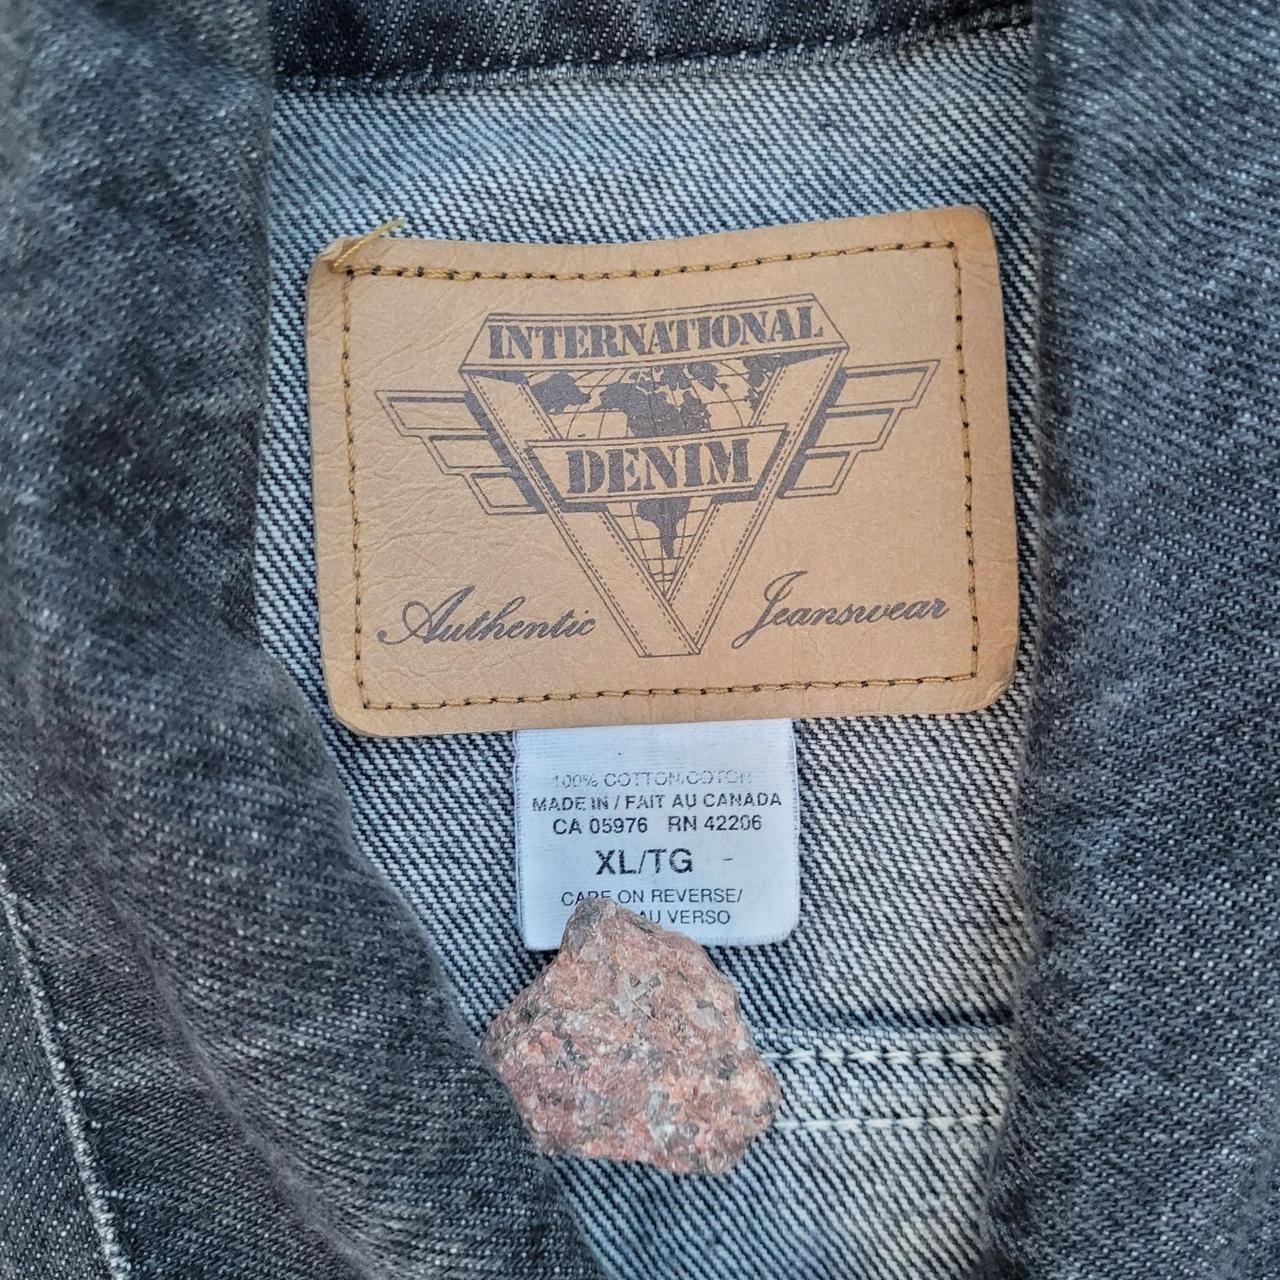 INTERNATIONAL
DENIM
Authentic Jeanswear
100% COTTON/COTON
MADE IN / FAIT AU CANADA
CA 05976 RN 42206
XL/TG -
CARE ON REVERSE/
AU VERSO